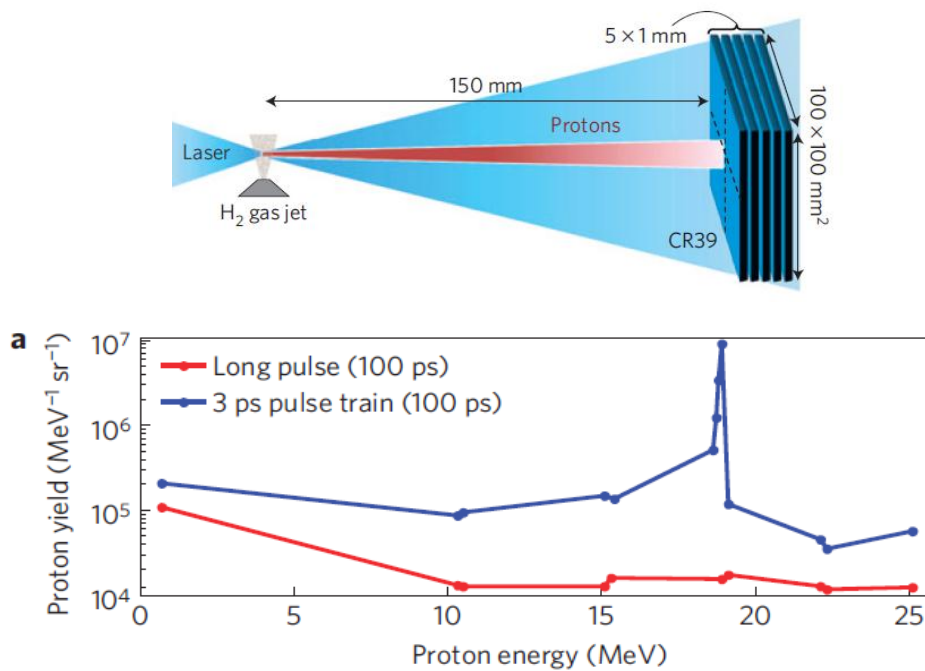 5 × 1 mm
150 mm
100 × 100 mm²
Protons
Laser
H₂ gas jet
CR39
a
Proton yield (MeV⁻¹ sr⁻¹)
10⁷
10⁶
10⁵
10⁴
Long pulse (100 ps)
3 ps pulse train (100 ps)
0 5 10 15 20 25
Proton energy (MeV)